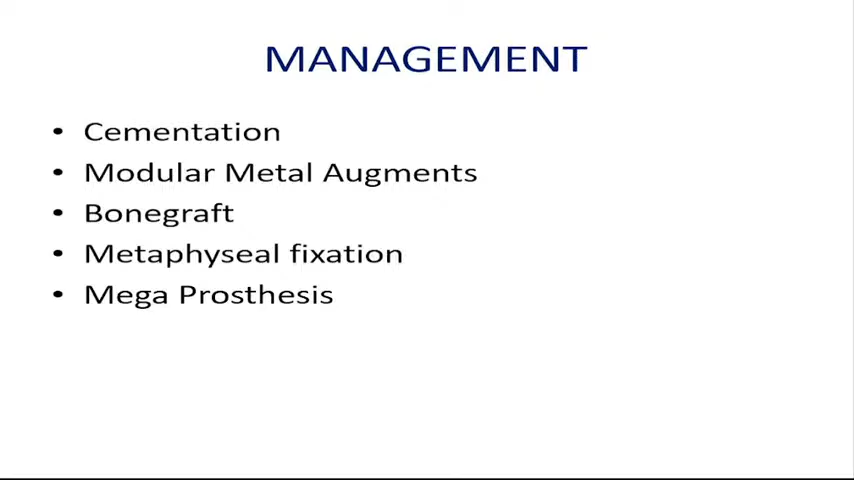 MANAGEMENT
• Cementation
• Modular Metal Augments
• Bonegraft
• Metaphyseal fixation
• Mega Prosthesis